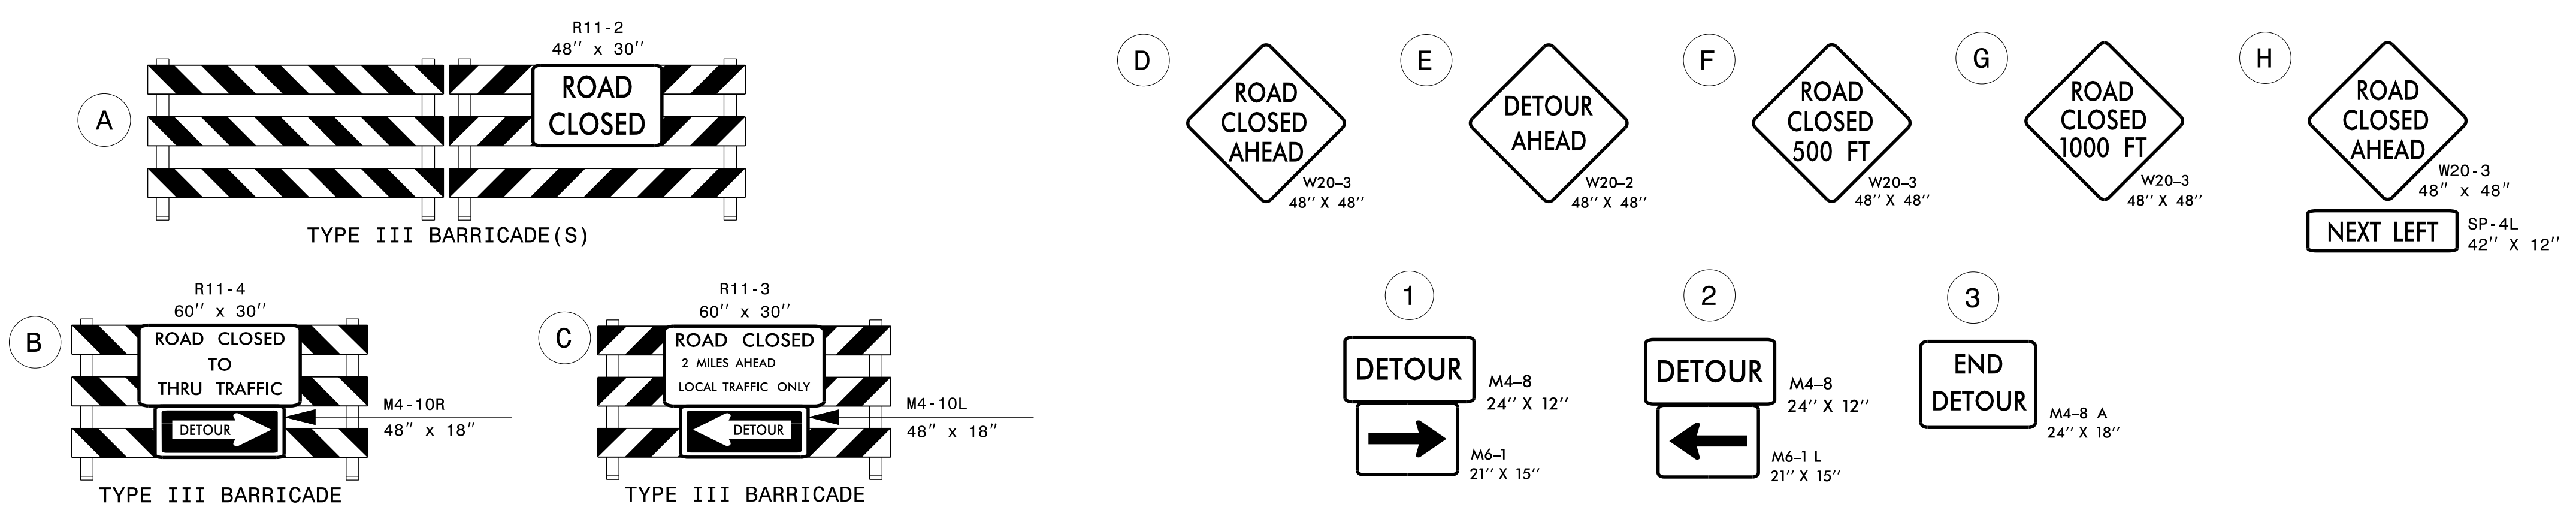 A
R11-2
48" x 30"
ROAD
CLOSED
TYPE III BARRICADE(S)
B
R11-4
60" x 30"
ROAD CLOSED
TO
THRU TRAFFIC
DETOUR
M4-10R
48" x 18"
TYPE III BARRICADE
C
R11-3
60" x 30"
ROAD CLOSED
2 MILES AHEAD
LOCAL TRAFFIC ONLY
DETOUR
M4-10L
48" x 18"
TYPE III BARRICADE
D
ROAD
CLOSED
AHEAD
W20-3
48" X 48"
E
DETOUR
AHEAD
W20-2
48" X 48"
F
ROAD
CLOSED
500 FT
W20-3
48" X 48"
G
ROAD
CLOSED
1000 FT
W20-3
48" X 48"
H
ROAD
CLOSED
AHEAD
W20-3
48" x 48"
NEXT LEFT
SP-4L
42" X 12"
1
DETOUR
M4-8
24" X 12"
M6-1
21" X 15"
2
DETOUR
M4-8
24" X 12"
M6-1 L
21" X 15"
3
END
DETOUR
M4-8 A
24" X 18"